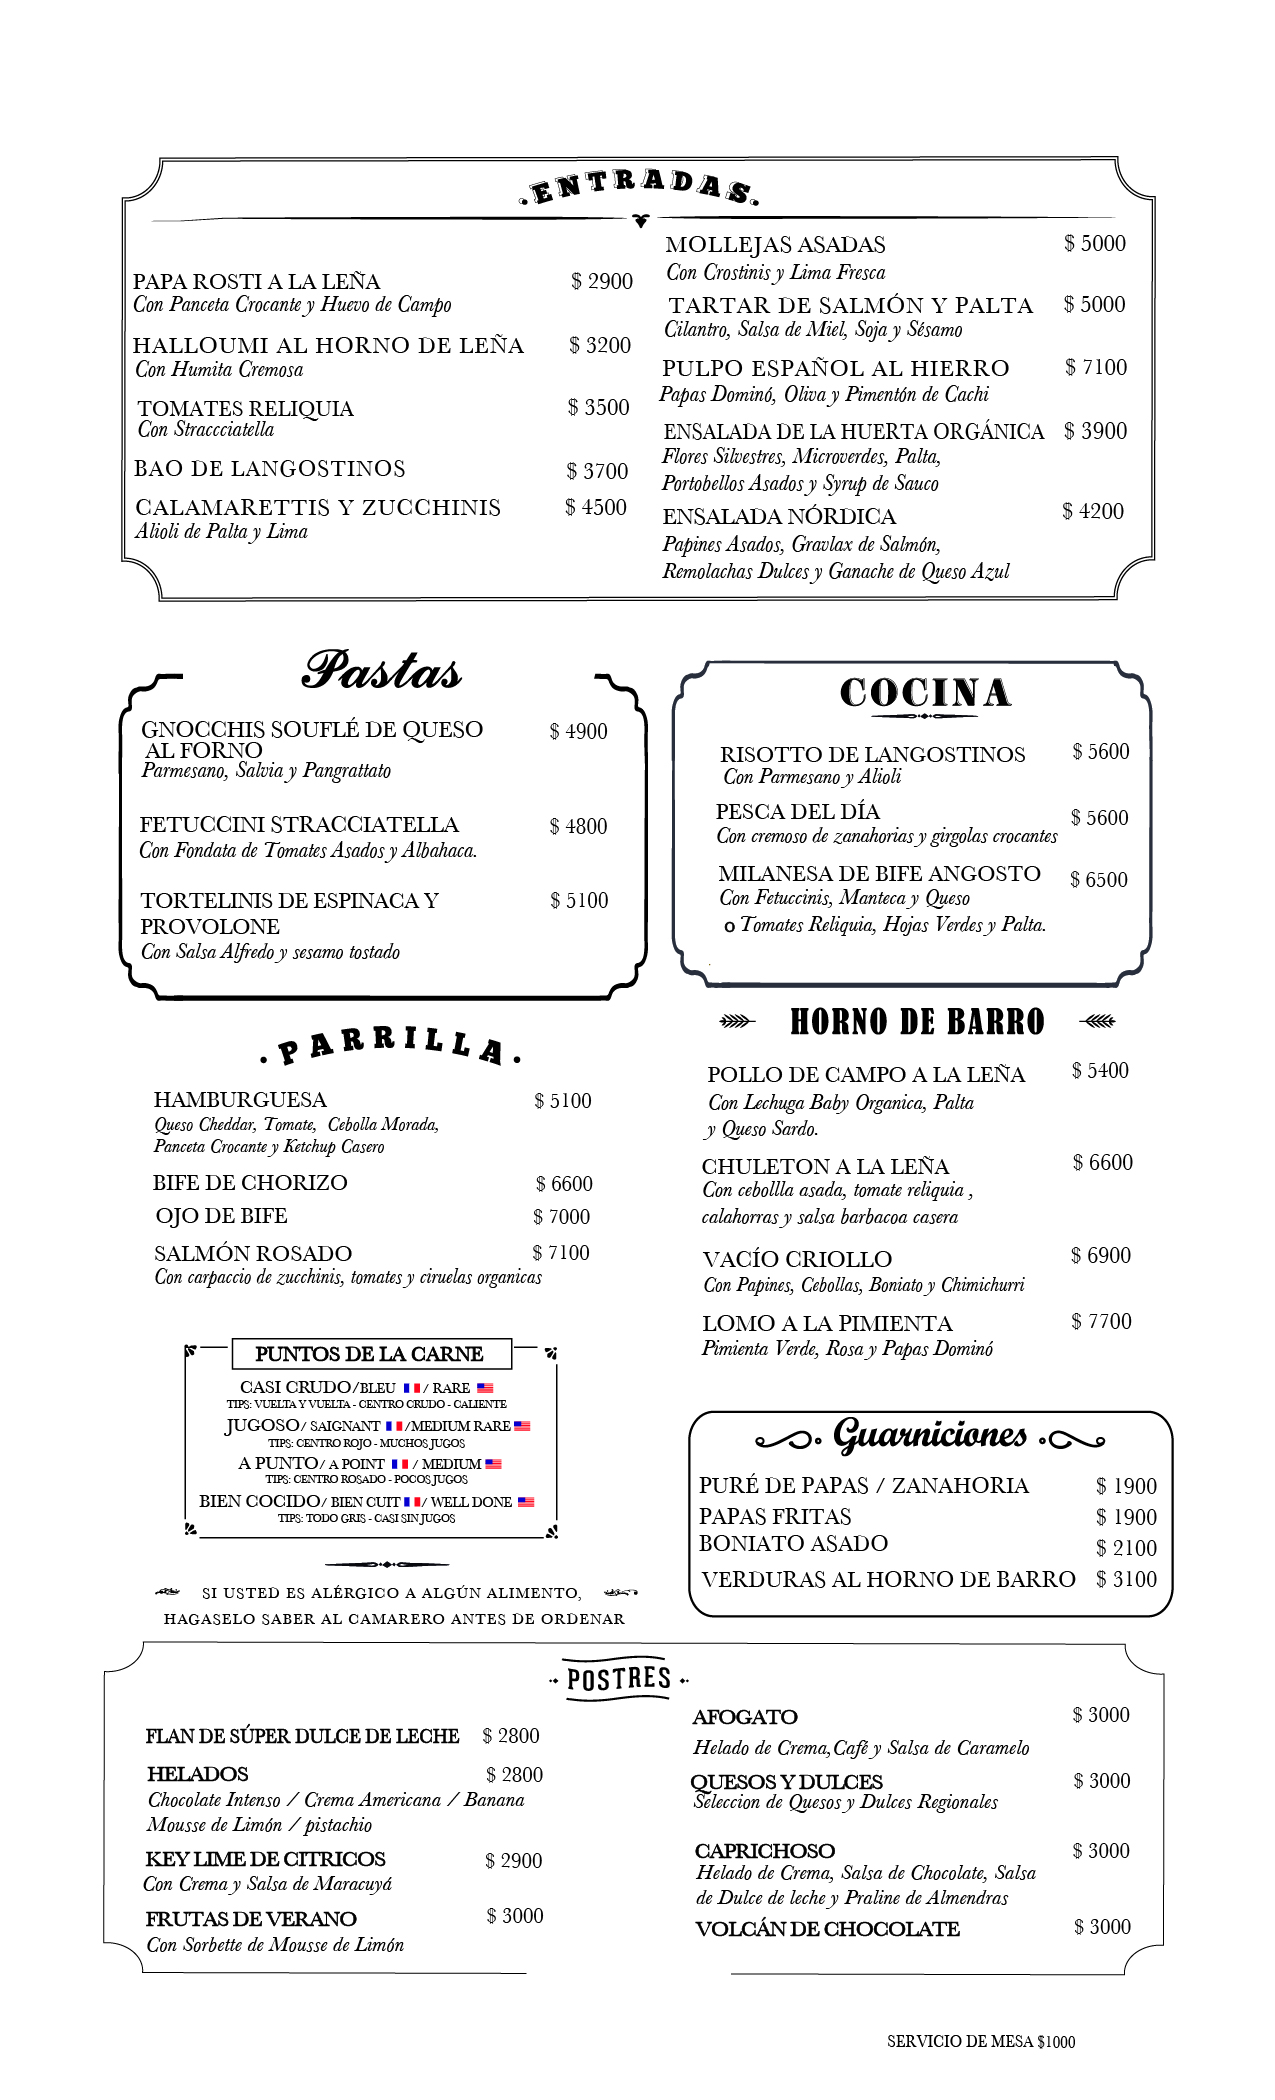 ENTRADAS
PAPA ROSTI A LA LEÑA $ 2900
Con Panceta Crocante y Huevo de Campo
HALLOUMI AL HORNO DE LEÑA $ 3200
Con Humita Cremosa
TOMATES RELIQUIA $ 3500
Con Straccciatella
BAO DE LANGOSTINOS $ 3700
CALAMARETTIS Y ZUCCHINIS $ 4500
Alioli de Palta y Lima
MOLLEJAS ASADAS $ 5000
Con Crostinis y Lima Fresca
TARTAR DE SALMÓN Y PALTA $ 5000
Cilantro, Salsa de Miel, Soja y Sésamo
PULPO ESPAÑOL AL HIERRO $ 7100
Papas Dominó, Oliva y Pimentón de Cachi
ENSALADA DE LA HUERTA ORGÁNICA $ 3900
Flores Silvestres, Microverdes, Palta,
Portobellos Asados y Syrup de Sauco
ENSALADA NÓRDICA $ 4200
Papines Asados, Gravlax de Salmón,
Remolachas Dulces y Ganache de Queso Azul
Pastas
GNOCCHIS SOUFLÉ DE QUESO $ 4900
AL FORNO
Parmesano, Salvia y Pangrattato
FETUCCINI STRACCIATELLA $ 4800
Con Fondata de Tomates Asados y Albahaca.
TORTELINIS DE ESPINACA Y $ 5100
PROVOLONE
Con Salsa Alfredo y sesamo tostado
COCINA
RISOTTO DE LANGOSTINOS $ 5600
Con Parmesano y Alioli
PESCA DEL DÍA $ 5600
Con cremoso de zanahorias y girgolas crocantes
MILANESA DE BIFE ANGOSTO $ 6500
Con Fetuccinis, Manteca y Queso
o Tomates Reliquia, Hojas Verdes y Palta.
PARRILLA
HAMBURGUESA $ 5100
Queso Cheddar, Tomate, Cebolla Morada,
Panceta Crocante y Ketchup Casero
BIFE DE CHORIZO $ 6600
OJO DE BIFE $ 7000
SALMÓN ROSADO $ 7100
Con carpaccio de zucchinis, tomates y ciruelas organicas
HORNO DE BARRO
POLLO DE CAMPO A LA LEÑA $ 5400
Con Lechuga Baby Organica, Palta
y Queso Sardo.
CHULETON A LA LEÑA $ 6600
Con cebollla asada, tomate reliquia ,
calahorras y salsa barbacoa casera
VACÍO CRIOLLO $ 6900
Con Papines, Cebollas, Boniato y Chimichurri
LOMO A LA PIMIENTA $ 7700
Pimienta Verde, Rosa y Papas Dominó
PUNTOS DE LA CARNE
CASI CRUDO/BLEU / RARE
TIPS: VUELTA Y VUELTA - CENTRO CRUDO - CALIENTE
JUGOSO/ SAIGNANT /MEDIUM RARE
TIPS: CENTRO ROJO - MUCHOS JUGOS
A PUNTO/ A POINT / MEDIUM
TIPS: CENTRO ROSADO - POCOS JUGOS
BIEN COCIDO/ BIEN CUIT / WELL DONE
TIPS: TODO GRIS - CASI SIN JUGOS
SI USTED ES ALÉRGICO A ALGÚN ALIMENTO,
HAGASELO SABER AL CAMARERO ANTES DE ORDENAR
Guarniciones
PURÉ DE PAPAS / ZANAHORIA $ 1900
PAPAS FRITAS $ 1900
BONIATO ASADO $ 2100
VERDURAS AL HORNO DE BARRO $ 3100
POSTRES
FLAN DE SÚPER DULCE DE LECHE $ 2800
HELADOS $ 2800
Chocolate Intenso / Crema Americana / Banana
Mousse de Limón / pistachio
KEY LIME DE CITRICOS $ 2900
Con Crema y Salsa de Maracuyá
FRUTAS DE VERANO $ 3000
Con Sorbette de Mousse de Limón
AFOGATO $ 3000
Helado de Crema,Café y Salsa de Caramelo
QUESOS Y DULCES $ 3000
Seleccion de Quesos y Dulces Regionales
CAPRICHOSO $ 3000
Helado de Crema, Salsa de Chocolate, Salsa
de Dulce de leche y Praline de Almendras
VOLCÁN DE CHOCOLATE $ 3000
SERVICIO DE MESA $1000